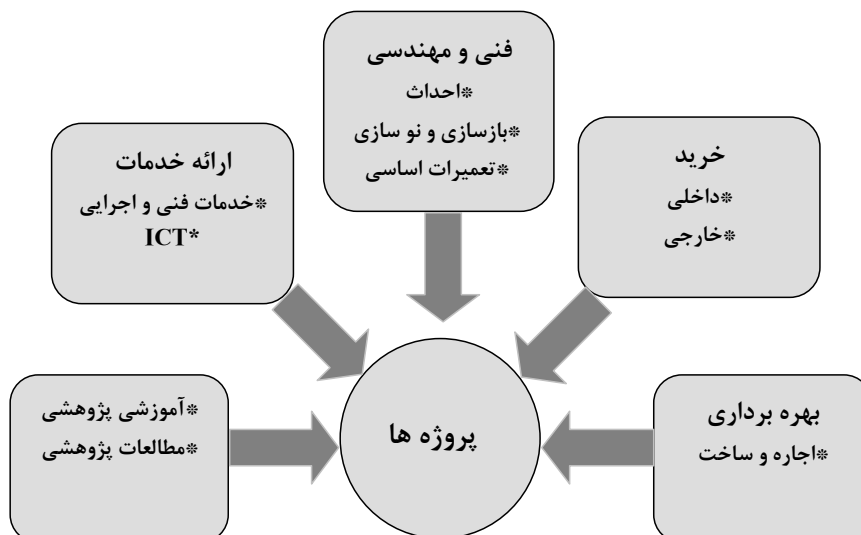 فنی و مهندسی
*احداث
*بازسازی و نو سازی
*تعمیرات اساسی
خرید
*داخلی
*خارجی
ارائه خدمات
*خدمات فنی و اجرایی
ICT*
بهره برداری
*اجاره و ساخت
پروژه ها
*آموزشی پژوهشی
*مطالعات پژوهشی